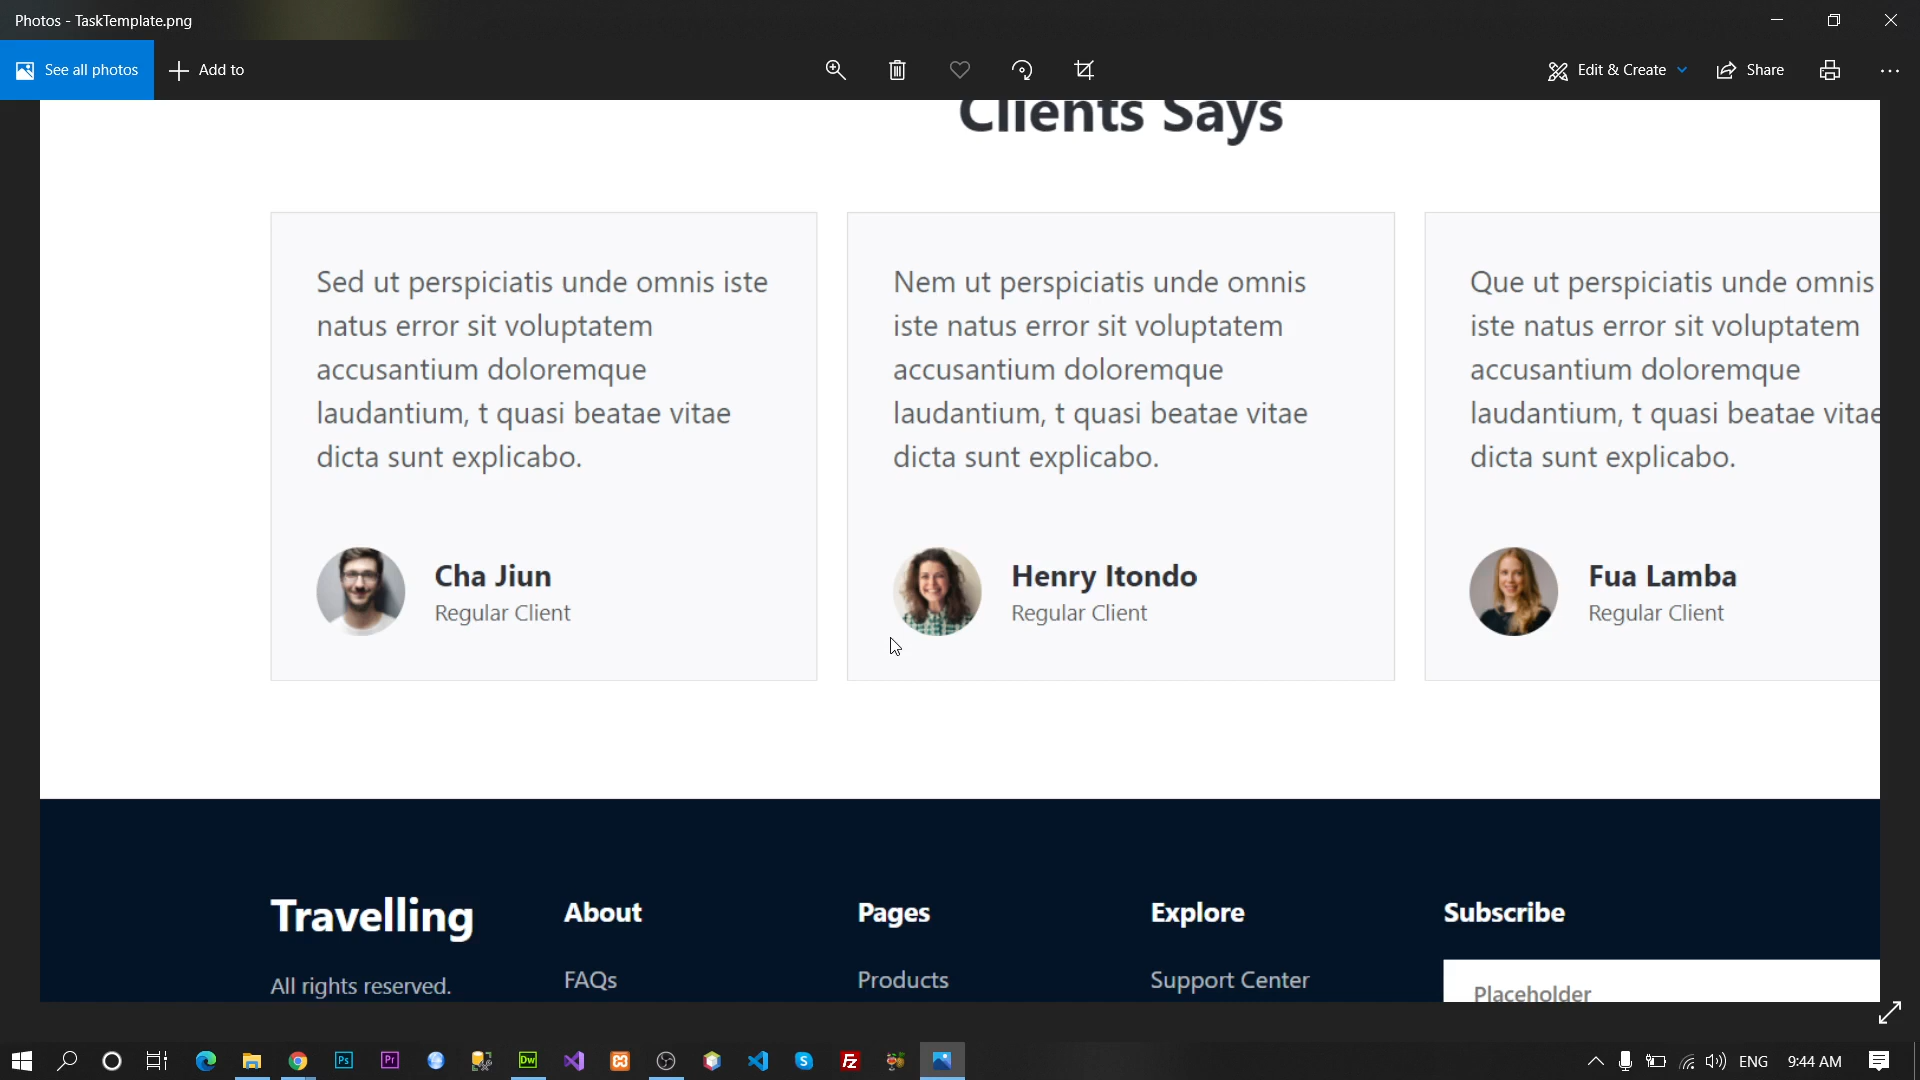 Photos - TaskTemplate.png
See all photos
Add to
Edit & Create
Share
Clients Says
Sed ut perspiciatis unde omnis iste
natus error sit voluptatem
accusantium doloremque
laudantium, t quasi beatae vitae
dicta sunt explicabo.
Cha Jiun
Regular Client
Nem ut perspiciatis unde omnis
iste natus error sit voluptatem
accusantium doloremque
laudantium, t quasi beatae vitae
dicta sunt explicabo.
Henry Itondo
Regular Client
Que ut perspiciatis unde omnis
iste natus error sit voluptatem
accusantium doloremque
laudantium, t quasi beatae vitae
dicta sunt explicabo.
Fua Lamba
Regular Client
Travelling
All rights reserved.
About
FAQs
Pages
Products
Explore
Support Center
Subscribe
Placeholder
Ps
Pr
Dw
S
Fz
ENG
9:44 AM